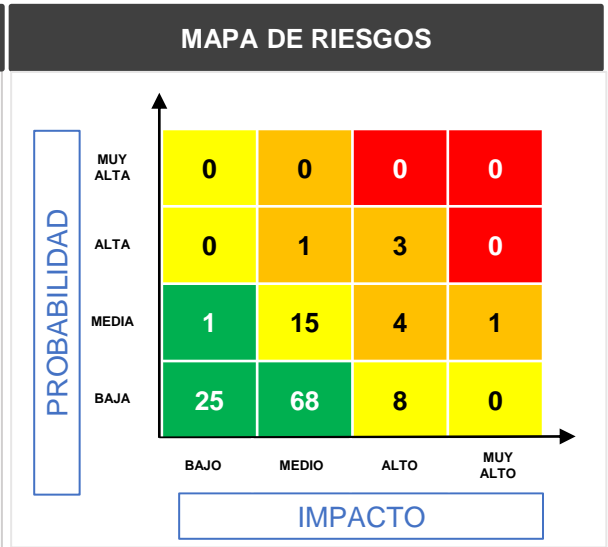 MAPA DE RIESGOS
PROBABILIDAD
MUY
ALTA
0 0 0 0
ALTA
0 1 3 0
MEDIA
1 15 4 1
BAJA
25 68 8 0
BAJO MEDIO ALTO MUY
ALTO
IMPACTO